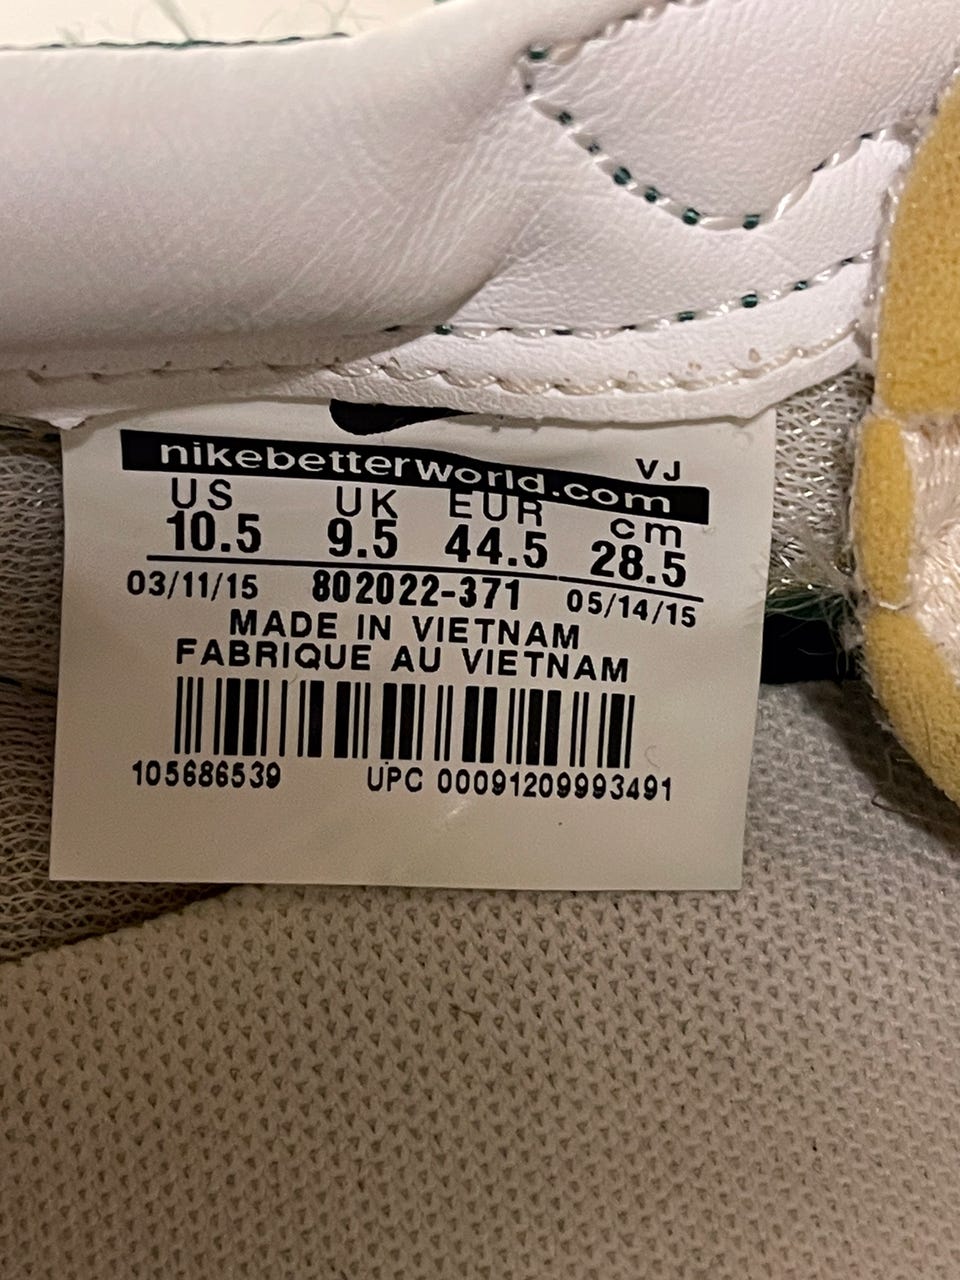 nikebetterworld.com
VJ
US UK EUR cm
10.5 9.5 44.5 28.5
03/11/15 802022-371 05/14/15
MADE IN VIETNAM
FABRIQUE AU VIETNAM
105686539 UPC 00091209993491